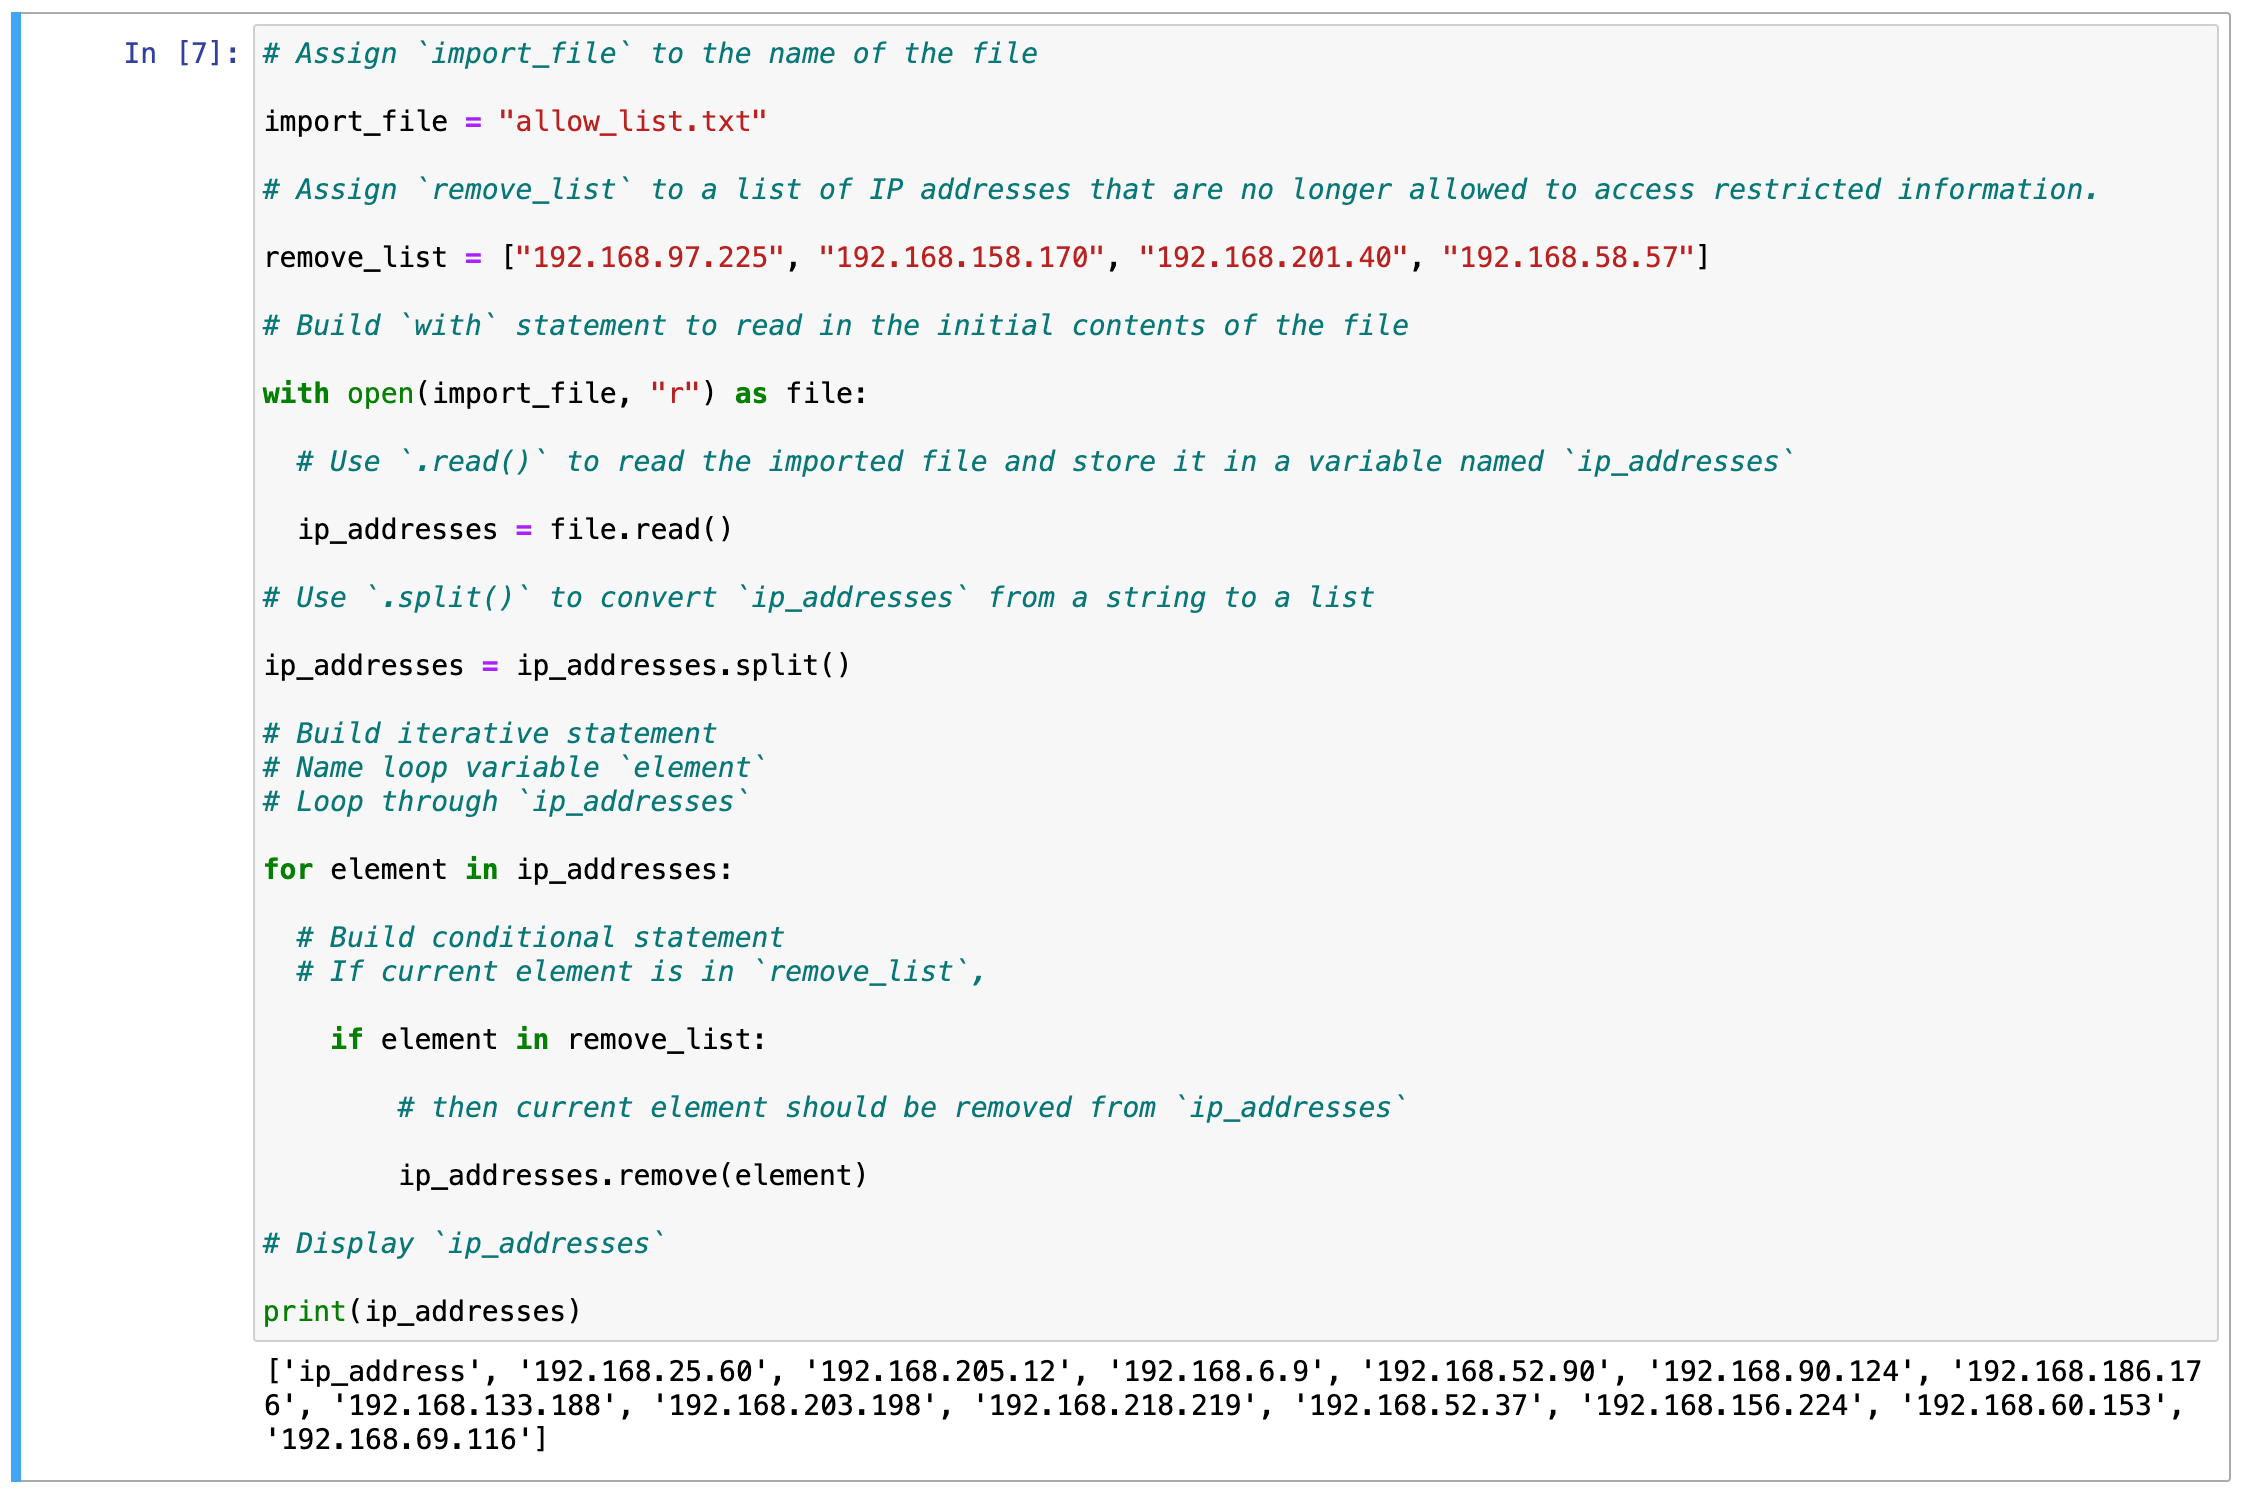 In [7]: # Assign `import_file` to the name of the file
import_file = "allow_list.txt"
# Assign `remove_list` to a list of IP addresses that are no longer allowed to access restricted information.
remove_list = ["192.168.97.225", "192.168.158.170", "192.168.201.40", "192.168.58.57"]
# Build `with` statement to read in the initial contents of the file
with open(import_file, "r") as file:
  # Use `.read()` to read the imported file and store it in a variable named `ip_addresses`
  ip_addresses = file.read()
# Use `.split()` to convert `ip_addresses` from a string to a list
ip_addresses = ip_addresses.split()
# Build iterative statement
# Name loop variable `element`
# Loop through `ip_addresses`
for element in ip_addresses:
  # Build conditional statement
  # If current element is in `remove_list`,
    if element in remove_list:
        # then current element should be removed from `ip_addresses`
        ip_addresses.remove(element)
# Display `ip_addresses`
print(ip_addresses)
['ip_address', '192.168.25.60', '192.168.205.12', '192.168.6.9', '192.168.52.90', '192.168.90.124', '192.168.186.17
6', '192.168.133.188', '192.168.203.198', '192.168.218.219', '192.168.52.37', '192.168.156.224', '192.168.60.153',
'192.168.69.116']